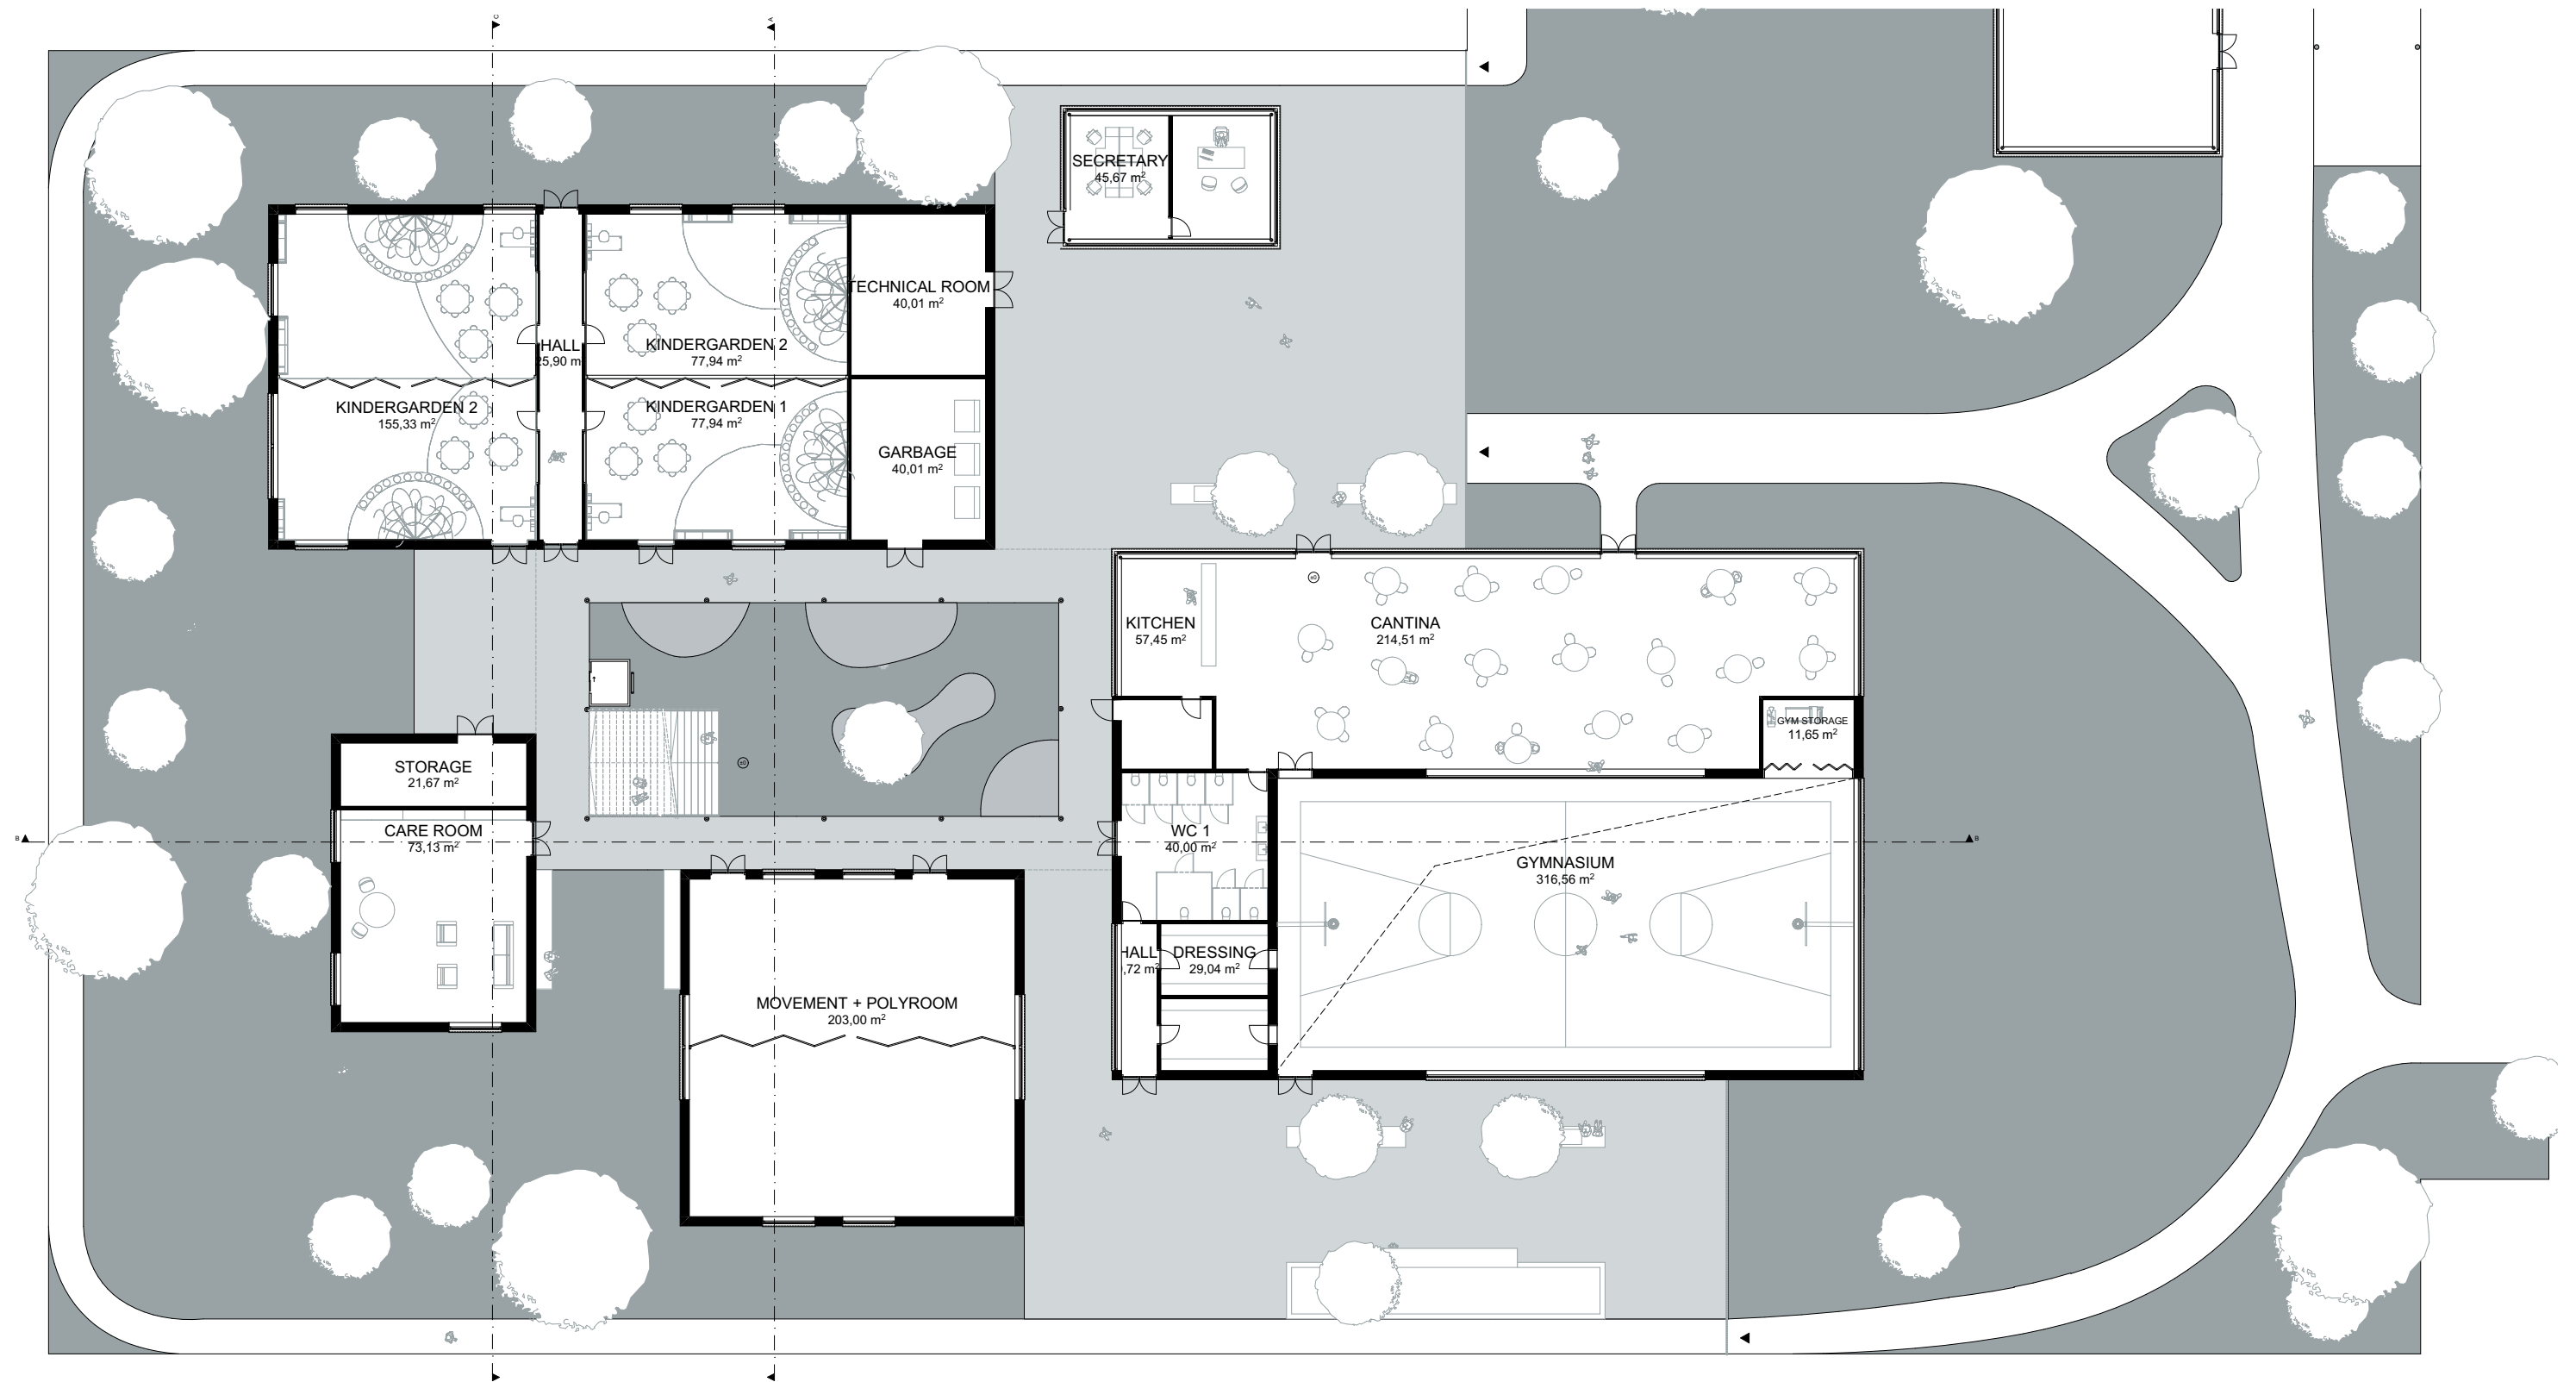 C
A
SECRETARY
45,67 m²
TECHNICAL ROOM
40,01 m²
HALL
25,90 m
KINDERGARDEN 2
77,94 m²
KINDERGARDEN 2
155,33 m²
KINDERGARDEN 1
77,94 m²
GARBAGE
40,01 m²
KITCHEN
57,45 m²
CANTINA
214,51 m²
GYM STORAGE
11,65 m²
STORAGE
21,67 m²
CARE ROOM
73,13 m²
WC 1
40,00 m²
B
B
GYMNASIUM
316,56 m²
HALL
,72 m²
DRESSING
29,04 m²
MOVEMENT + POLYROOM
203,00 m²